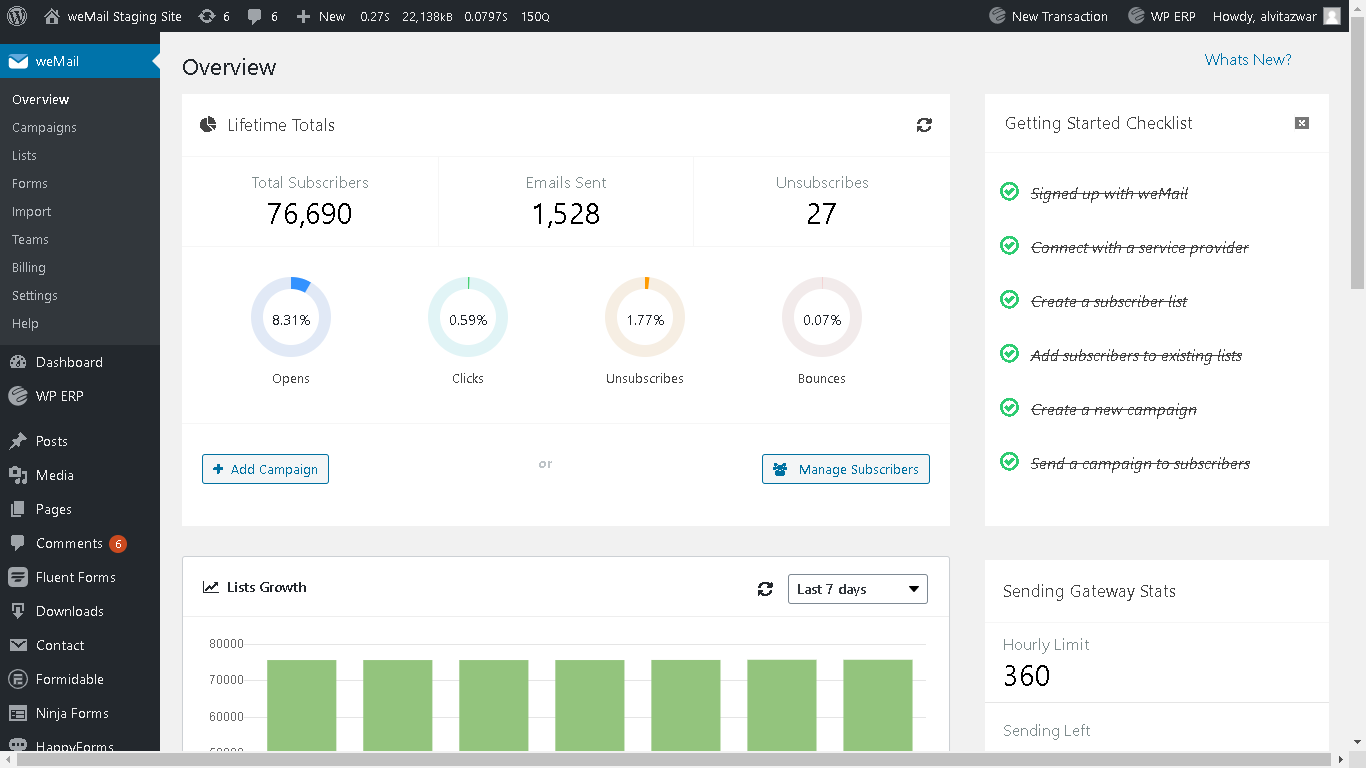 weMail Staging Site 6 6 New 0.27S 22,138KB 0.0797S 150Q New Transaction WP ERP Howdy, alvitazwar
weMail
Overview
Campaigns
Lists
Forms
Import
Teams
Billing
Settings
Help
Dashboard
WP ERP
Posts
Media
Pages
Comments 6
Fluent Forms
Downloads
Contact
Formidable
Ninja Forms
HappyForms
Overview
Whats New?
Lifetime Totals
Total Subscribers
76,690
Emails Sent
1,528
Unsubscribes
27
8.31%
Opens
0.59%
Clicks
1.77%
Unsubscribes
0.07%
Bounces
Add Campaign
or
Manage Subscribers
Lists Growth
Last 7 days
80000
70000
60000
Getting Started Checklist
Signed up with weMail
Connect with a service provider
Create a subscriber list
Add subscribers to existing lists
Create a new campaign
Send a campaign to subscribers
Sending Gateway Stats
Hourly Limit
360
Sending Left